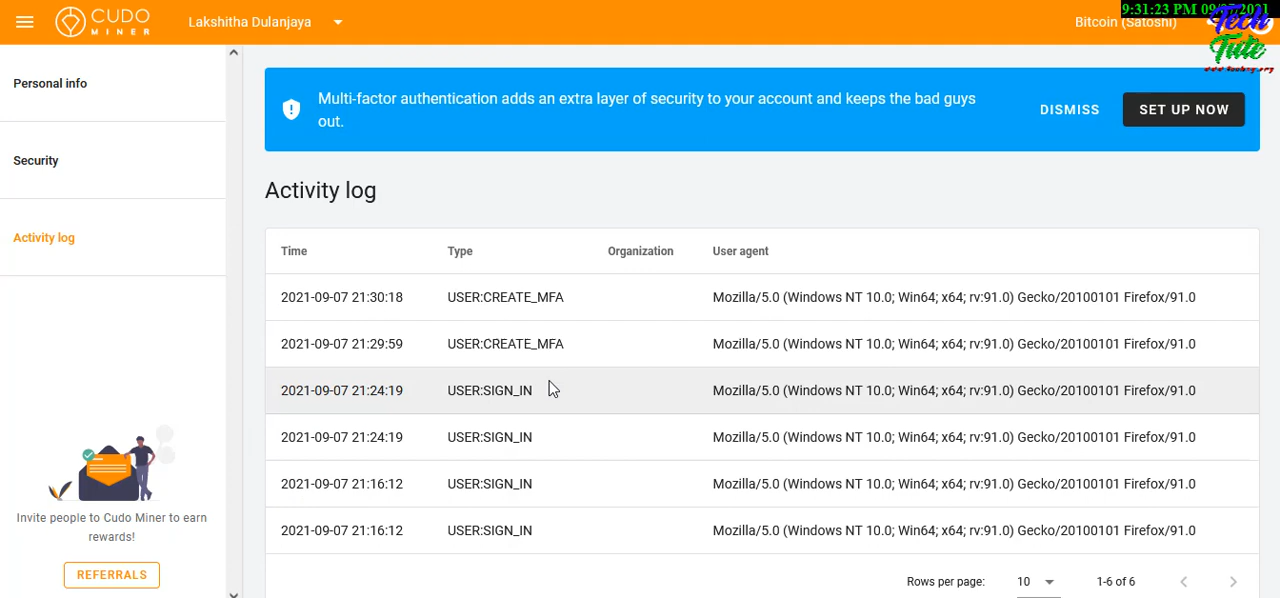 CUDO
MINER
Lakshitha Dulanjaya
Bitcoin (Satoshi)
9:31:23 PM 09/07/2021
Tech
Tute
Personal info
Security
Activity log
Invite people to Cudo Miner to earn
rewards!
REFERRALS
Multi-factor authentication adds an extra layer of security to your account and keeps the bad guys
out.
DISMISS
SET UP NOW
Activity log
Time Type Organization User agent
2021-09-07 21:30:18 USER:CREATE_MFA Mozilla/5.0 (Windows NT 10.0; Win64; x64; rv:91.0) Gecko/20100101 Firefox/91.0
2021-09-07 21:29:59 USER:CREATE_MFA Mozilla/5.0 (Windows NT 10.0; Win64; x64; rv:91.0) Gecko/20100101 Firefox/91.0
2021-09-07 21:24:19 USER:SIGN_IN Mozilla/5.0 (Windows NT 10.0; Win64; x64; rv:91.0) Gecko/20100101 Firefox/91.0
2021-09-07 21:24:19 USER:SIGN_IN Mozilla/5.0 (Windows NT 10.0; Win64; x64; rv:91.0) Gecko/20100101 Firefox/91.0
2021-09-07 21:16:12 USER:SIGN_IN Mozilla/5.0 (Windows NT 10.0; Win64; x64; rv:91.0) Gecko/20100101 Firefox/91.0
2021-09-07 21:16:12 USER:SIGN_IN Mozilla/5.0 (Windows NT 10.0; Win64; x64; rv:91.0) Gecko/20100101 Firefox/91.0
Rows per page: 10 1-6 of 6